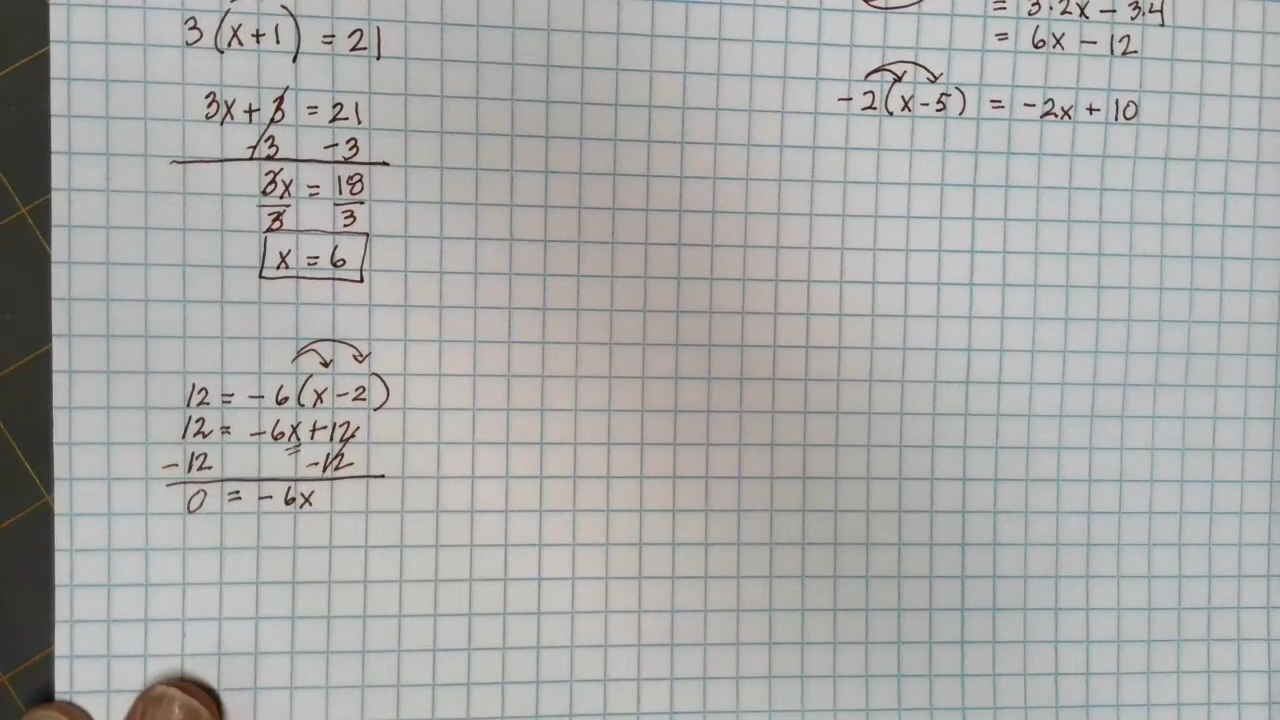 3(x+1) = 21
3x+3 = 21
-3 -3
3x = 18
3 3
x = 6
12 = -6(x-2)
12 = -6x+12
-12 -12
0 = -6x
= 3·2x-3·4
= 6x-12
-2(x-5) = -2x+10